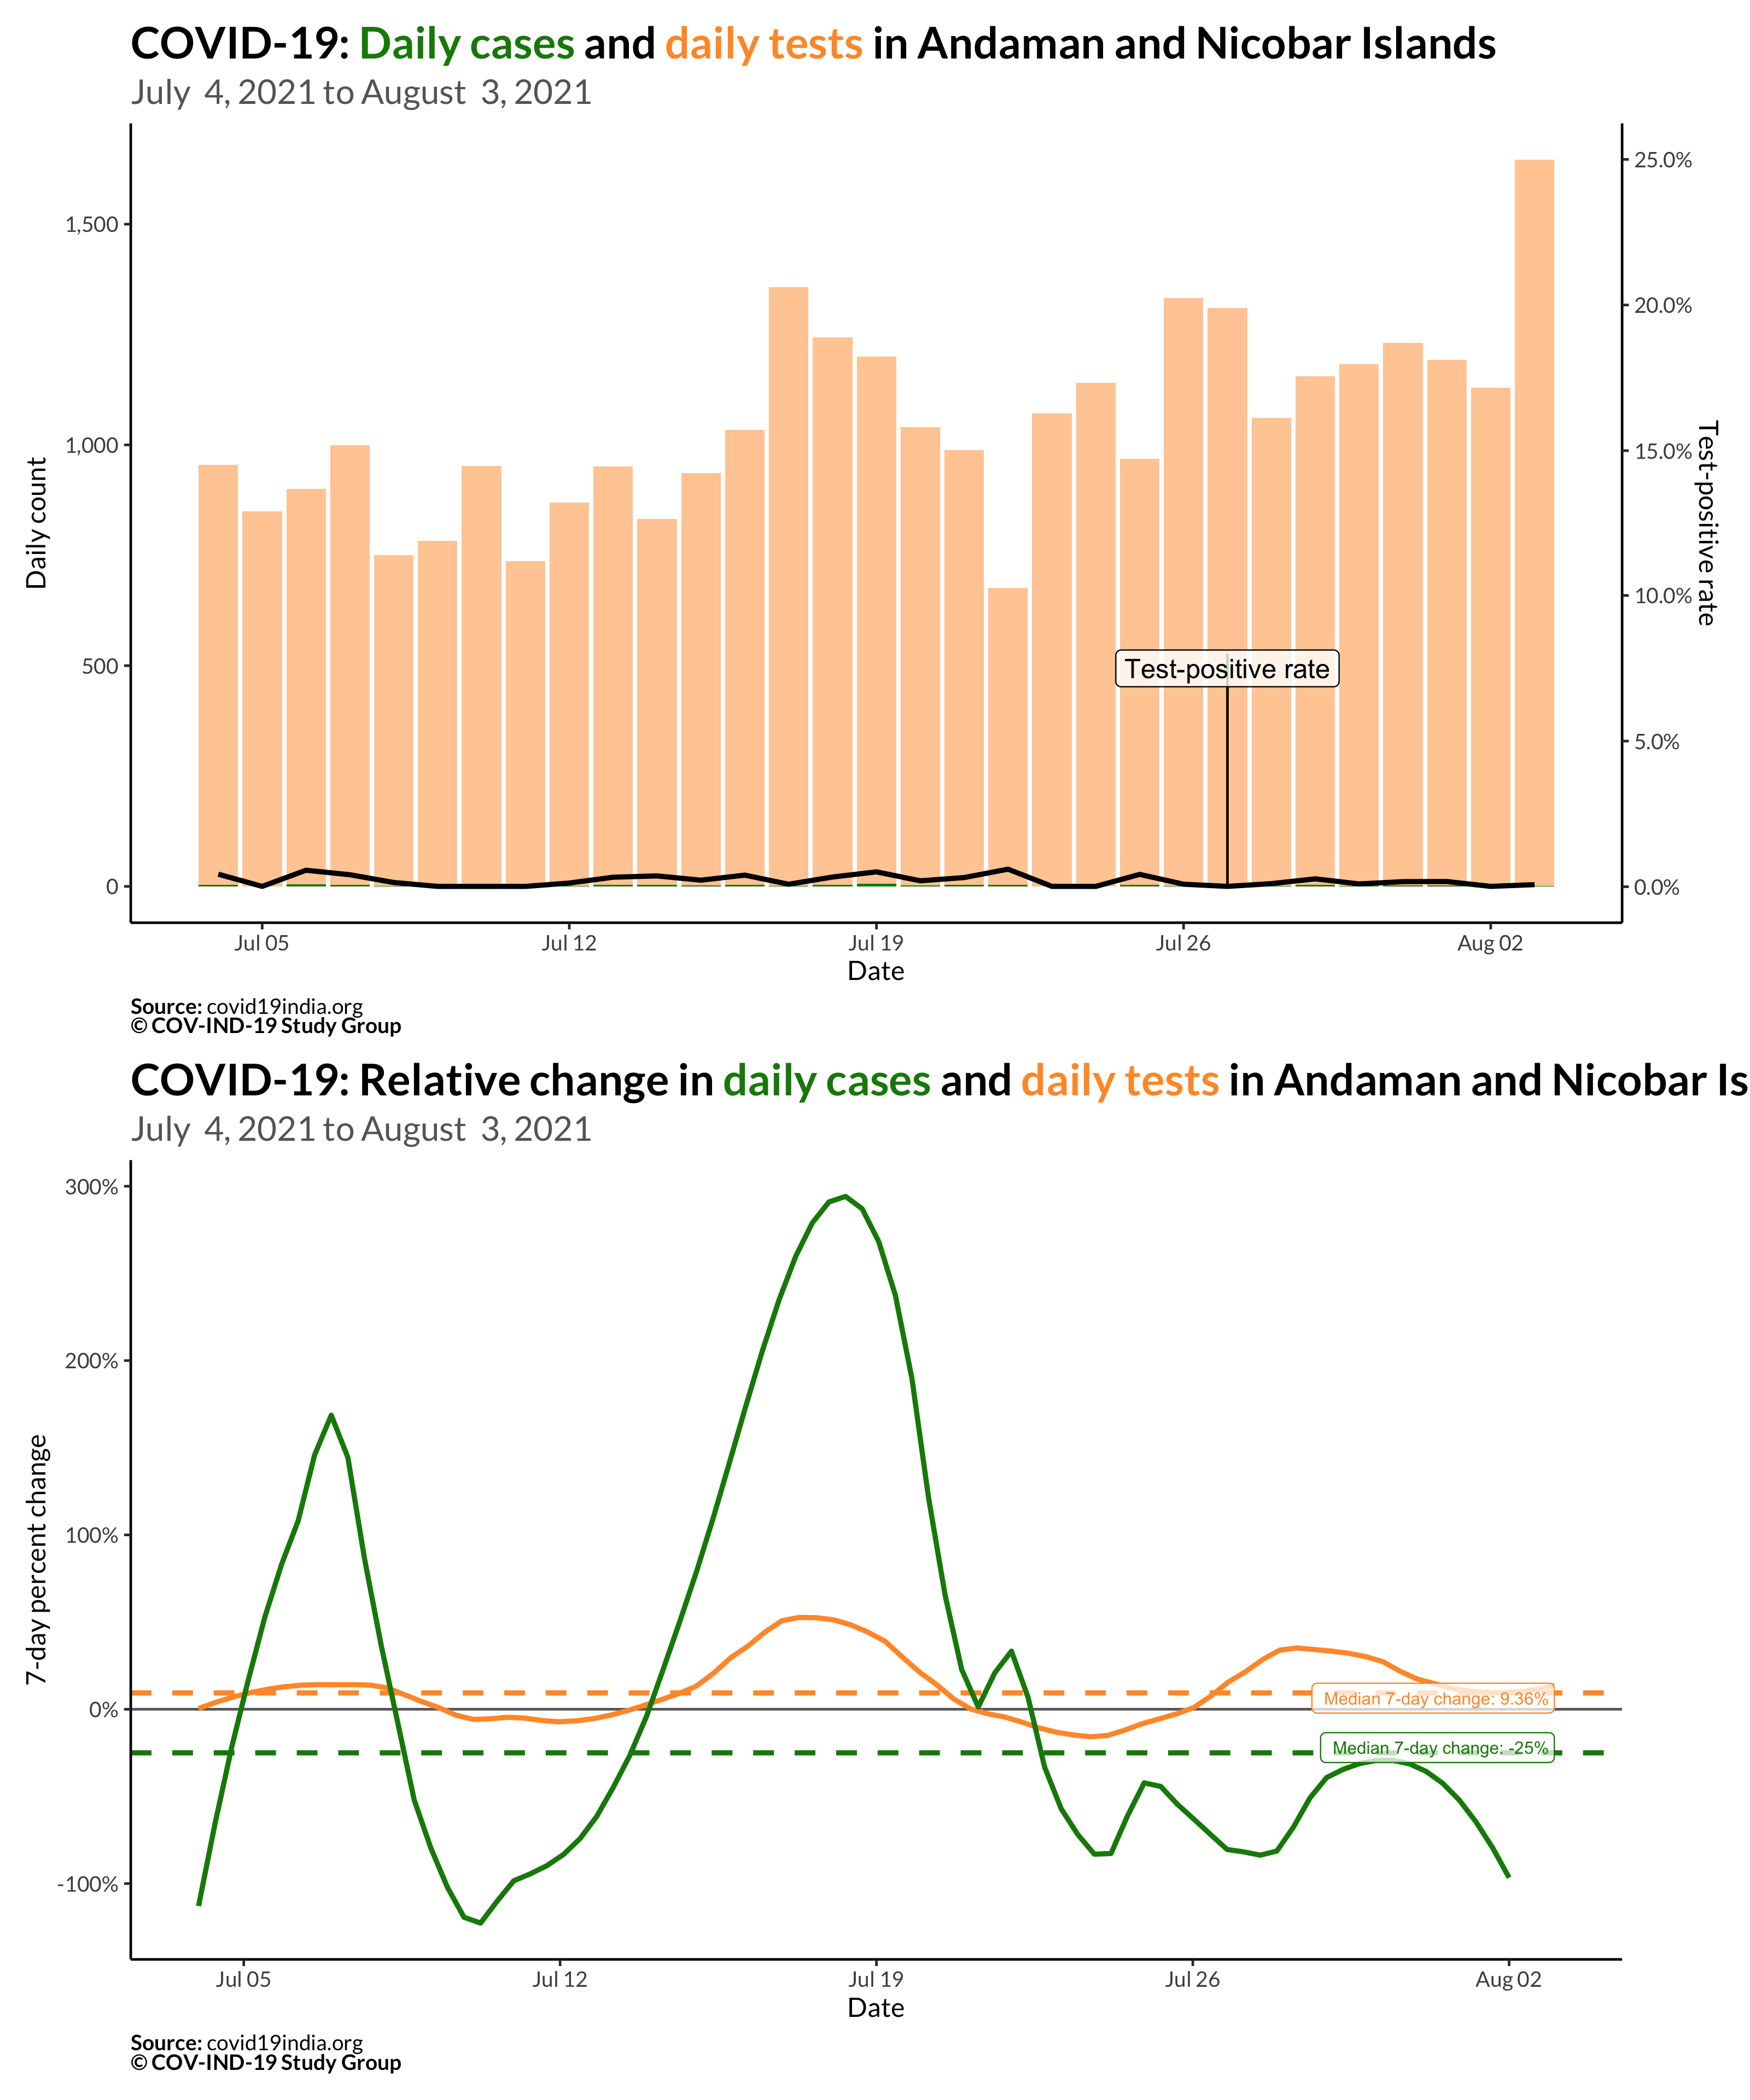 COVID-19: Daily cases and daily tests in Andaman and Nicobar Islands
July 4, 2021 to August 3, 2021
Daily count
1,500
1,000
500
0
25.0%
20.0%
15.0%
10.0%
5.0%
0.0%
Test-positive rate
Test-positive rate
Jul 05 Jul 12 Jul 19 Jul 26 Aug 02
Date
Source: covid19india.org
© COV-IND-19 Study Group
COVID-19: Relative change in daily cases and daily tests in Andaman and Nicobar Is
July 4, 2021 to August 3, 2021
7-day percent change
300%
200%
100%
0%
-100%
Median 7-day change: 9.36%
Median 7-day change: -25%
Jul 05 Jul 12 Jul 19 Jul 26 Aug 02
Date
Source: covid19india.org
© COV-IND-19 Study Group